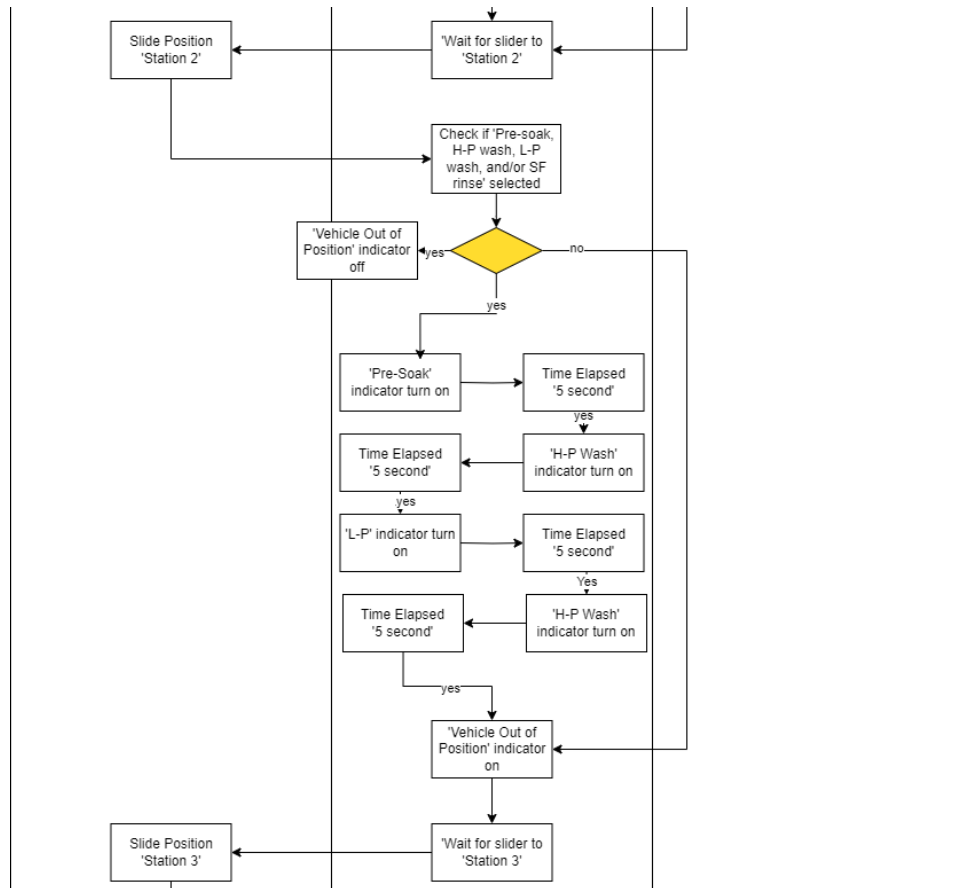 Slide Position
'Station 2'
'Wait for slider to
'Station 2'
Check if 'Pre-soak,
H-P wash, L-P
wash, and/or SF
rinse' selected
'Vehicle Out of
Position' indicator
off
yes
no
yes
'Pre-Soak'
indicator turn on
Time Elapsed
'5 second'
yes
Time Elapsed
'5 second'
'H-P Wash'
indicator turn on
yes
'L-P' indicator turn
on
Time Elapsed
'5 second'
Yes
Time Elapsed
'5 second'
'H-P Wash'
indicator turn on
yes
'Vehicle Out of
Position' indicator
on
Slide Position
'Station 3'
'Wait for slider to
'Station 3'